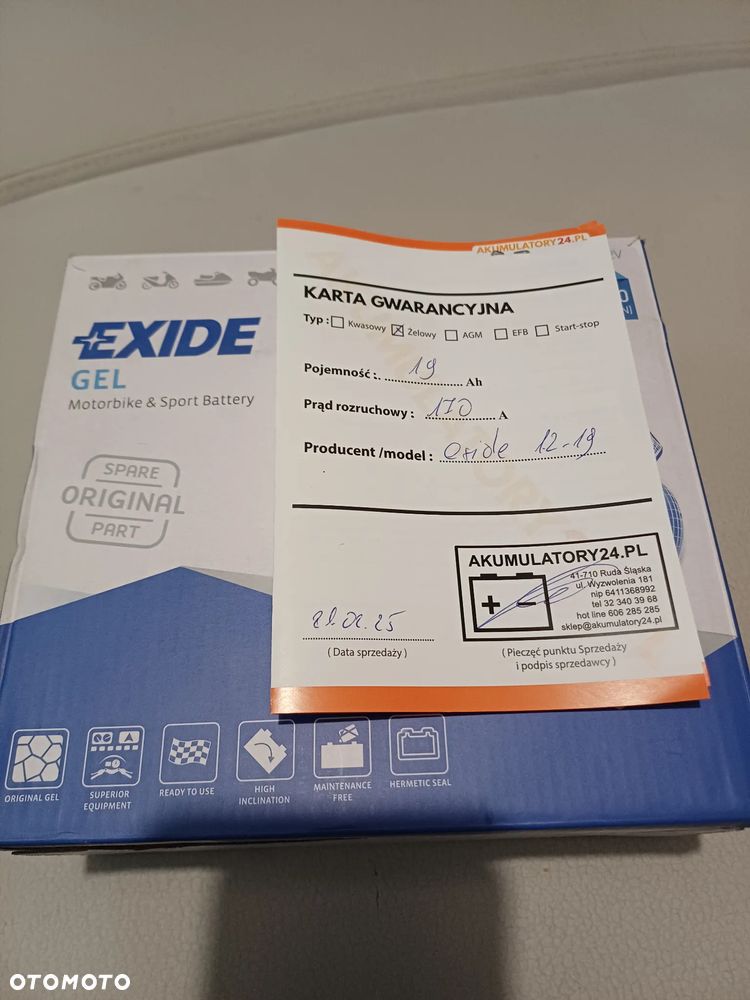 AKUMULATORY24.PL
KARTA GWARANCYJNA
Typ : Kwasowy Żelowy AGM EFB Start-stop
Pojemność : 19 Ah
Prąd rozruchowy : 170 A
Producent /model : exide 12-19
( Data sprzedaży )
AKUMULATORY24.PL
41-710 Ruda Śląska
ul. Wyzwolenia 181
nip 6411368992
tel 32 340 39 68
hot line 606 285 285
sklep@akumulatory24.pl
+ -
( Pieczęć punktu Sprzedaży
i podpis sprzedawcy )
EXIDE
GEL
Motorbike & Sport Battery
SPARE
ORIGINAL
PART
ORIGINAL GEL
SUPERIOR
EQUIPMENT
READY TO USE
HIGH
INCLINATION
MAINTENANCE
FREE
HERMETIC SEAL
OTOMOTO